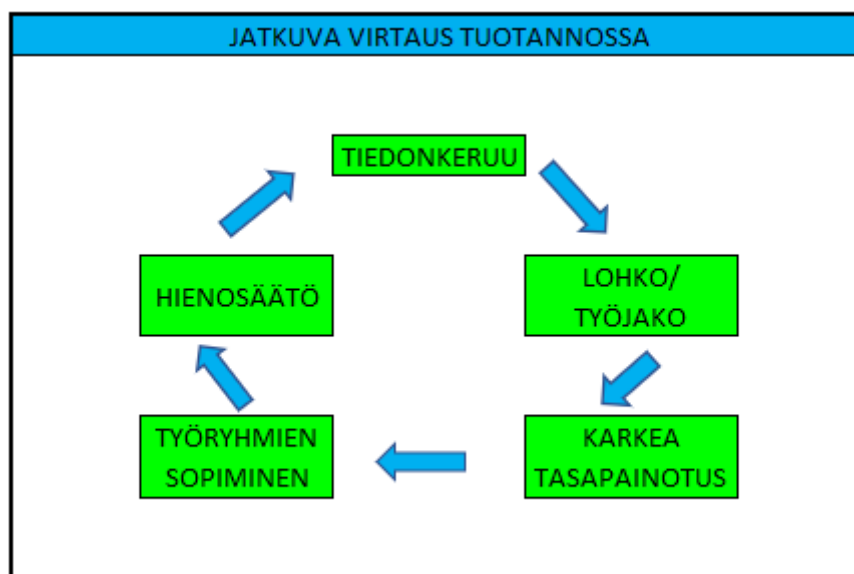 JATKUVA VIRTAUS TUOTANNOSSA
TIEDONKERUU
LOHKO/
TYÖJAKO
KARKEA
TASAPAINOTUS
TYÖRYHMIEN
SOPIMINEN
HIENOSÄÄTÖ